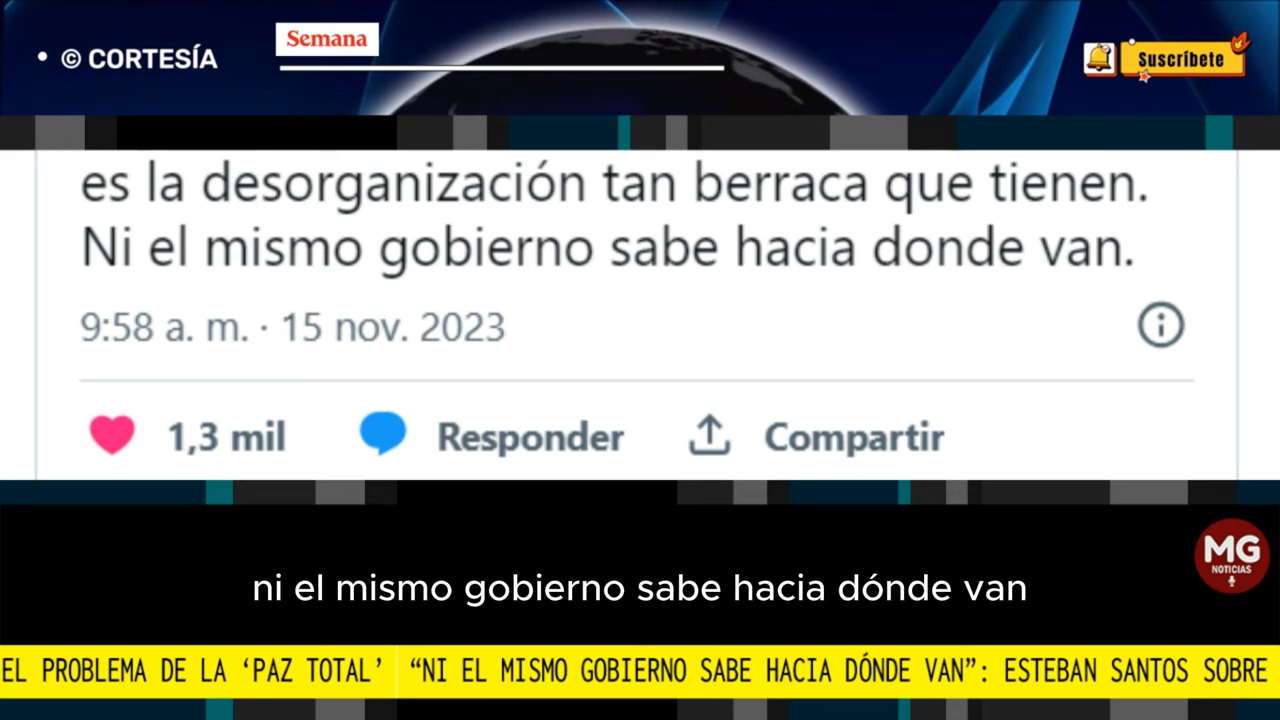 © CORTESÍA
Semana
Suscríbete
es la desorganización tan berraca que tienen.
Ni el mismo gobierno sabe hacia donde van.
9:58 a. m. · 15 nov. 2023
1,3 mil Responder Compartir
MG
NOTICIAS
ni el mismo gobierno sabe hacia dónde van
EL PROBLEMA DE LA ‘PAZ TOTAL’ “NI EL MISMO GOBIERNO SABE HACIA DÓNDE VAN”: ESTEBAN SANTOS SOBRE